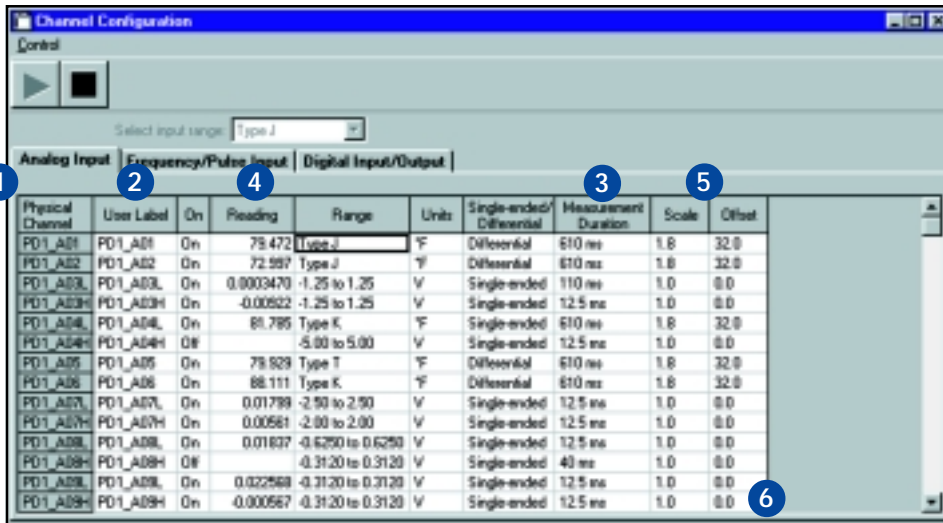 Channel Configuration
Control
Select input range: Type J
Analog Input Frequency/Pulse Input Digital Input/Output
1 2 4 3 5
Physical Channel User Label On Reading Range Units Single-ended/ Differential Measurement Duration Scale Offset
PD1_A01 PD1_A01 On 79.472 Type J °F Differential 610 ms 1.8 32.0
PD1_A02 PD1_A02 On 72.997 Type J °F Differential 610 ms 1.8 32.0
PD1_A03L PD1_A03L On 0.0003470 -1.25 to 1.25 V Single-ended 110 ms 1.0 0.0
PD1_A03H PD1_A03H On -0.00922 -1.25 to 1.25 V Single-ended 12.5 ms 1.0 0.0
PD1_A04L PD1_A04L On 81.785 Type K °F Single-ended 610 ms 1.8 32.0
PD1_A04H PD1_A04H Off -5.00 to 5.00 V Single-ended 12.5 ms 1.0 0.0
PD1_A05 PD1_A05 On 79.929 Type T °F Differential 610 ms 1.8 32.0
PD1_A06 PD1_A06 On 88.111 Type K °F Differential 610 ms 1.8 32.0
PD1_A07L PD1_A07L On 0.01799 -2.50 to 2.50 V Single-ended 12.5 ms 1.0 0.0
PD1_A07H PD1_A07H On 0.00561 -2.00 to 2.00 V Single-ended 12.5 ms 1.0 0.0
PD1_A08L PD1_A08L On 0.01837 -0.6250 to 0.6250 V Single-ended 12.5 ms 1.0 0.0
PD1_A08H PD1_A08H Off -0.3120 to 0.3120 V Single-ended 40 ms 1.0 0.0
PD1_A09L PD1_A09L On 0.022568 -0.3120 to 0.3120 V Single-ended 12.5 ms 1.0 0.0
PD1_A09H PD1_A09H On -0.000567 -0.3120 to 0.3120 V Single-ended 12.5 ms 1.0 0.0
6